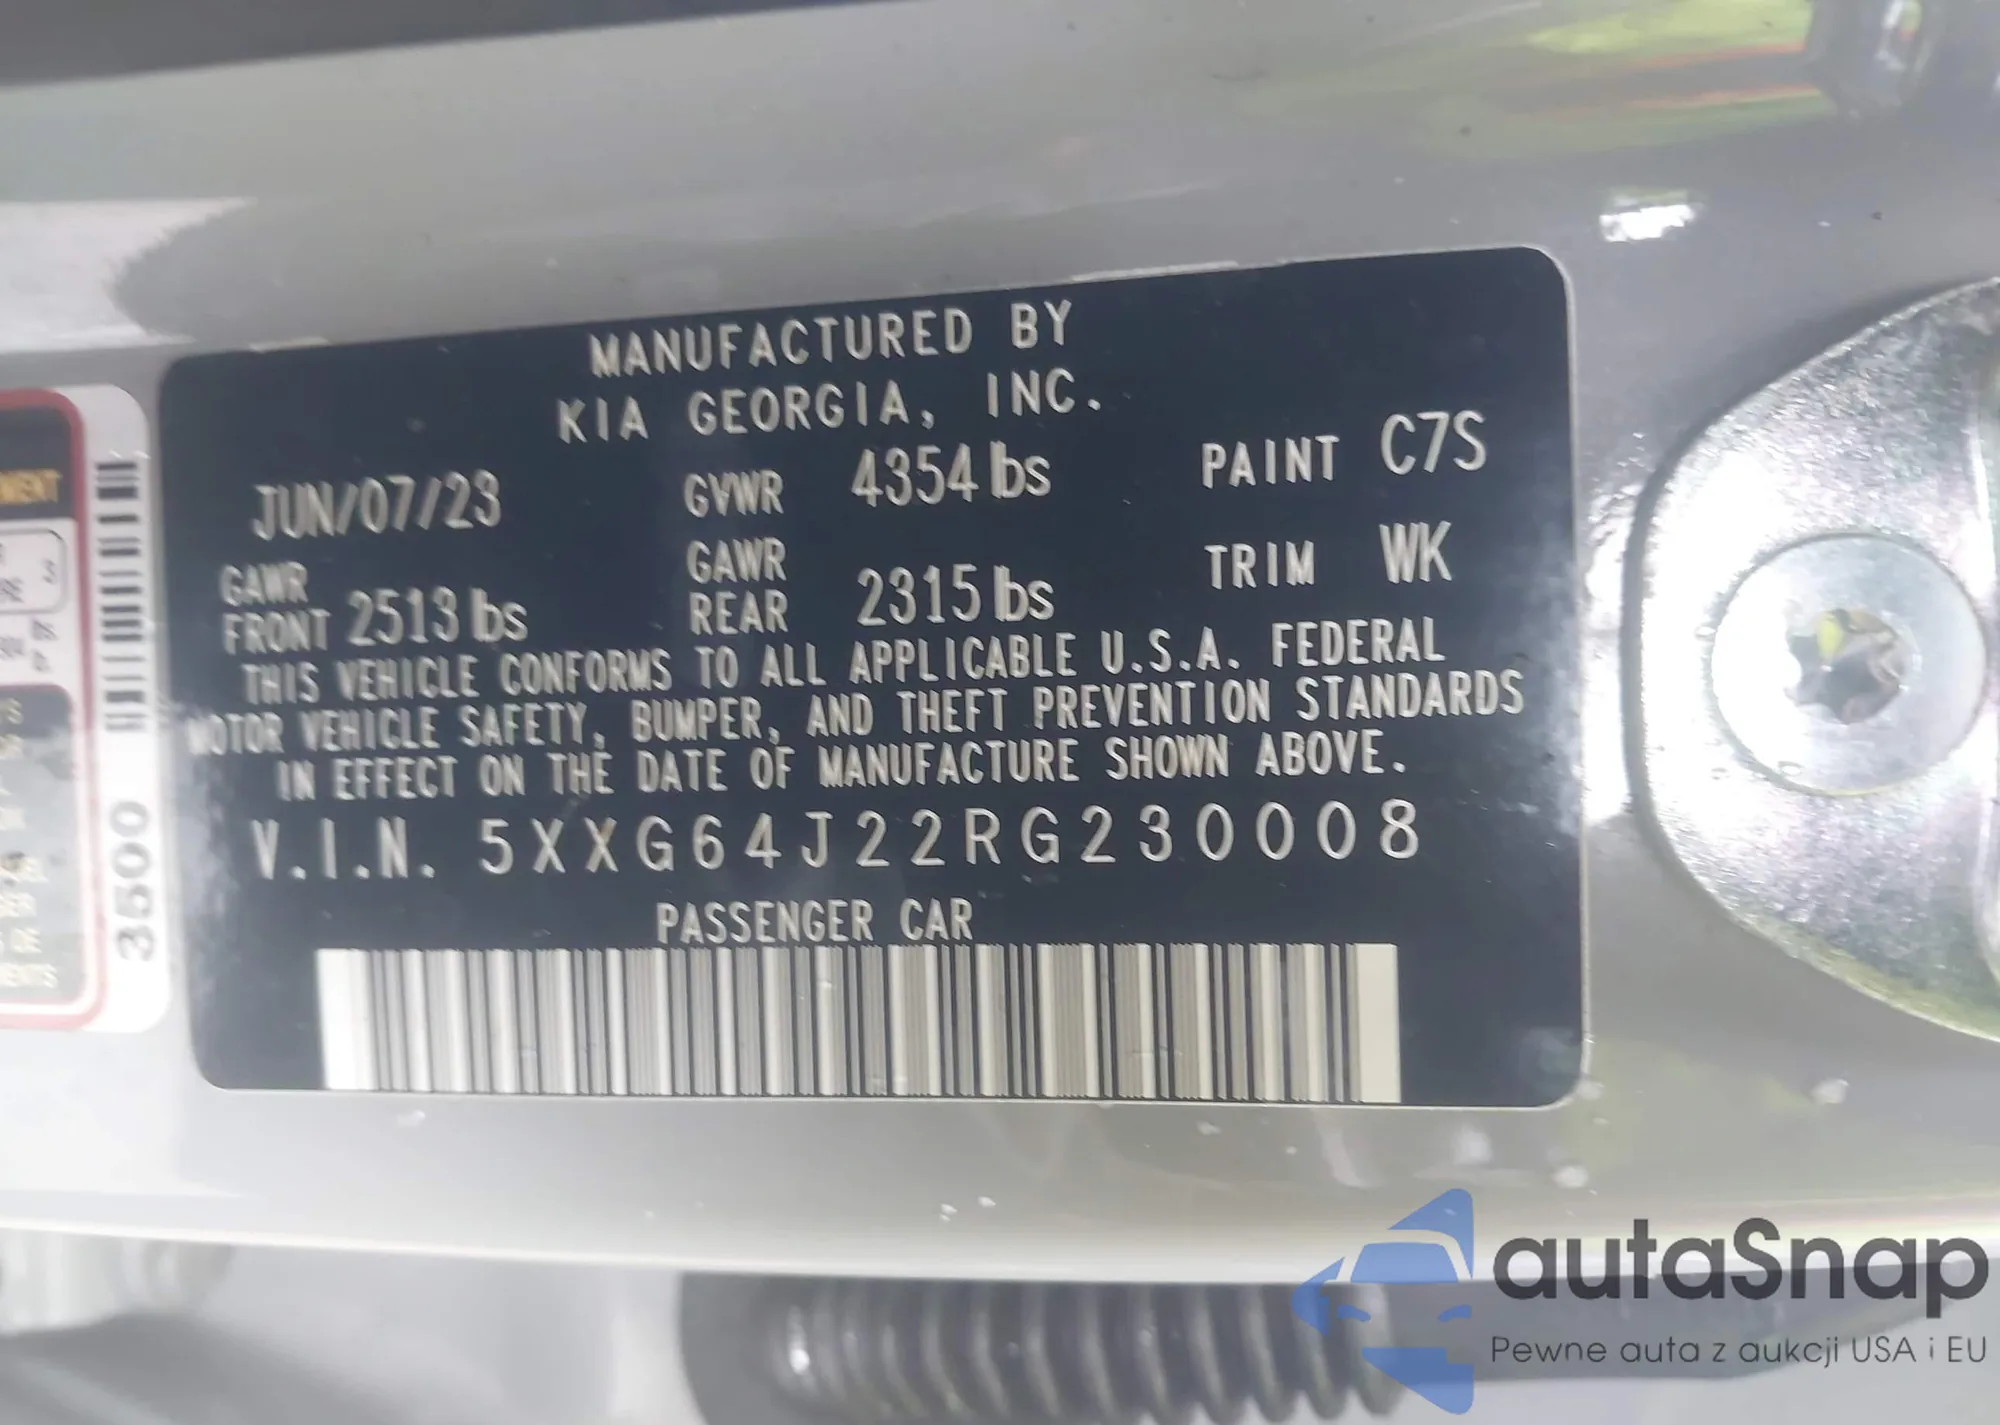 MANUFACTURED BY
KIA GEORGIA, INC.
JUN/07/23 GVWR 4354 lbs PAINT C7S
GAWR FRONT 2513 lbs GAWR REAR 2315 lbs TRIM WK
THIS VEHICLE CONFORMS TO ALL APPLICABLE U.S.A. FEDERAL
MOTOR VEHICLE SAFETY, BUMPER, AND THEFT PREVENTION STANDARDS
IN EFFECT ON THE DATE OF MANUFACTURE SHOWN ABOVE.
V.I.N. 5XXG64J22RG230008
PASSENGER CAR
3500
autaSnap
Pewne auta z aukcji USA i EU